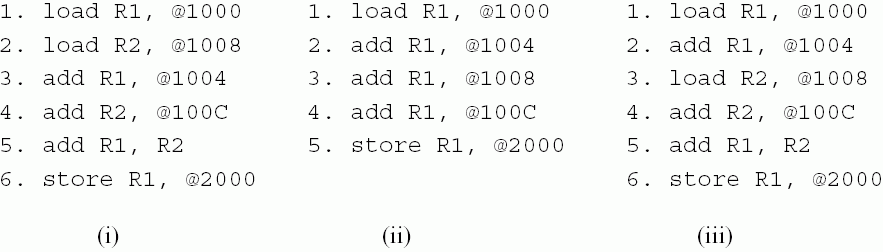 1. load R1, @1000
2. load R2, @1008
3. add R1, @1004
4. add R2, @100C
5. add R1, R2
6. store R1, @2000
(i)
1. load R1, @1000
2. add R1, @1004
3. add R1, @1008
4. add R1, @100C
5. store R1, @2000
(ii)
1. load R1, @1000
2. add R1, @1004
3. load R2, @1008
4. add R2, @100C
5. add R1, R2
6. store R1, @2000
(iii)